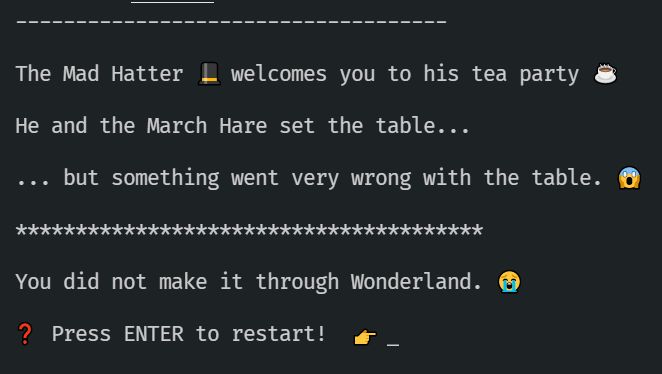 ------------------------------------
The Mad Hatter 🎩 welcomes you to his tea party ☕
He and the March Hare set the table...
... but something went very wrong with the table. 😱
***************************************
You did not make it through Wonderland. 😭
❓ Press ENTER to restart! 👉 _